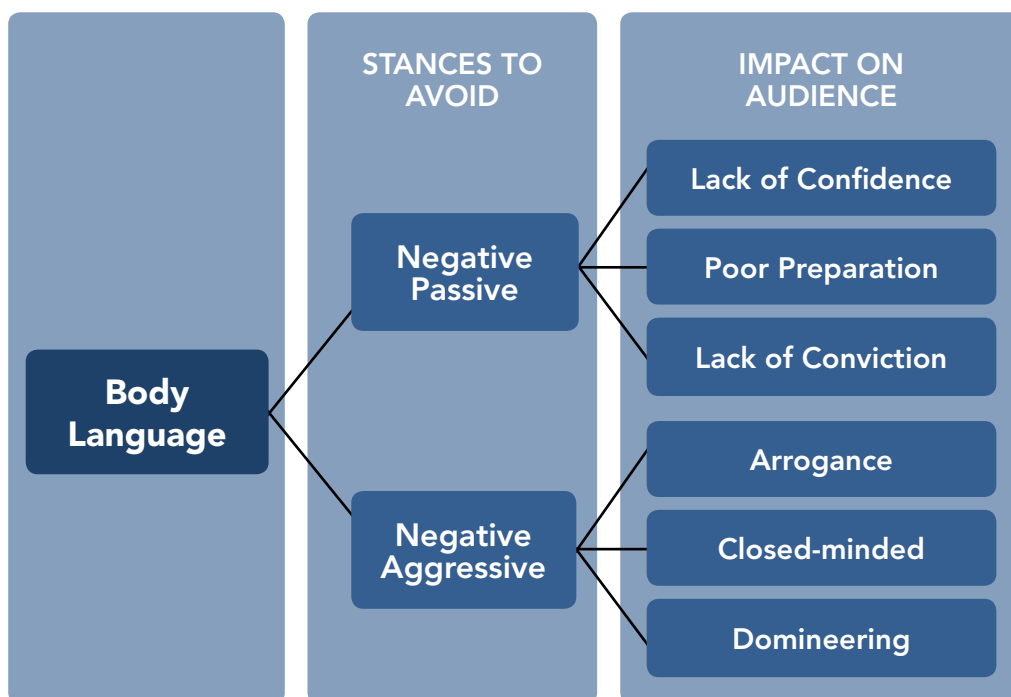 STANCES TO
AVOID
IMPACT ON
AUDIENCE
Body
Language
Negative
Passive
Negative
Aggressive
Lack of Confidence
Poor Preparation
Lack of Conviction
Arrogance
Closed-minded
Domineering